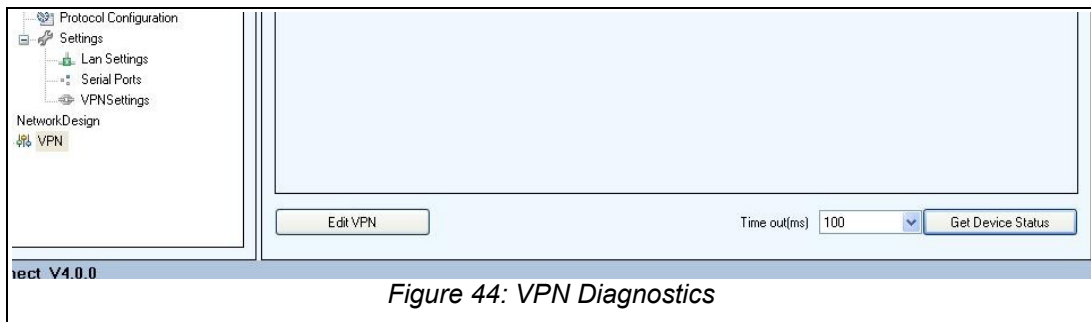 Protocol Configuration
Settings
Lan Settings
Serial Ports
VPNSettings
NetworkDesign
VPN
Edit VPN
Time out(ms) 100 Get Device Status
nect V4.0.0
Figure 44: VPN Diagnostics